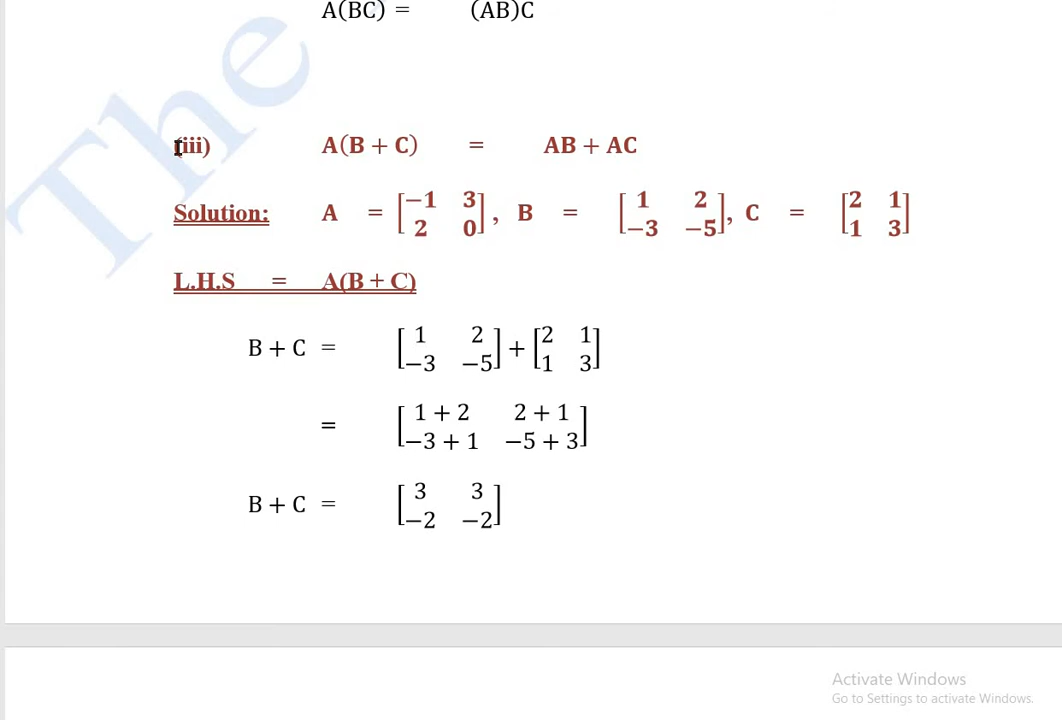 A(BC) = (AB)C
The
(iii) A(B + C) = AB + AC
Solution: A = [−1 3; 2 0], B = [1 2; −3 −5], C = [2 1; 1 3]
L.H.S = A(B + C)
B + C = [1 2; −3 −5] + [2 1; 1 3]
= [1 + 2 2 + 1; −3 + 1 −5 + 3]
B + C = [3 3; −2 −2]
Activate Windows
Go to Settings to activate Windows.